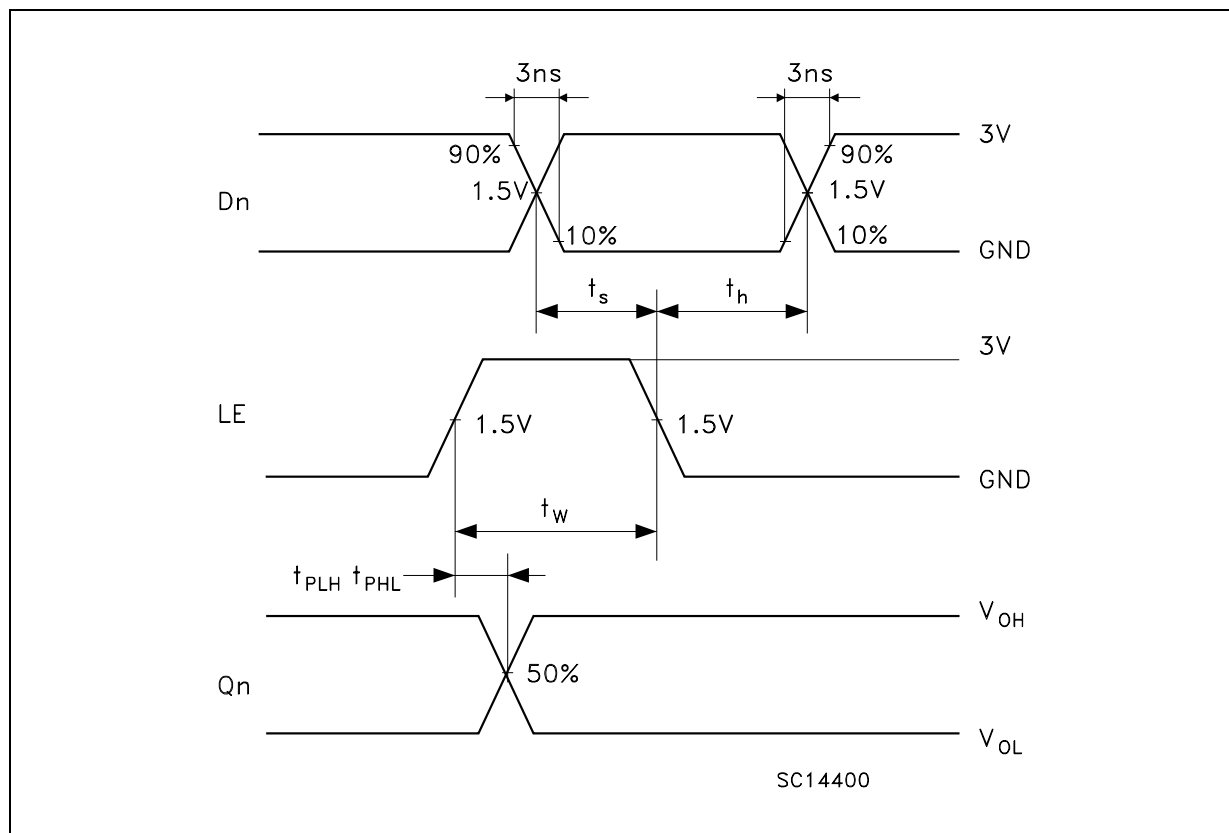 3ns 3ns
3V
90% 90%
1.5V 1.5V
Dn
10% 10%
GND
ts th
3V
LE 1.5V 1.5V
GND
tW
tPLH tPHL
VOH
Qn 50%
VOL
SC14400